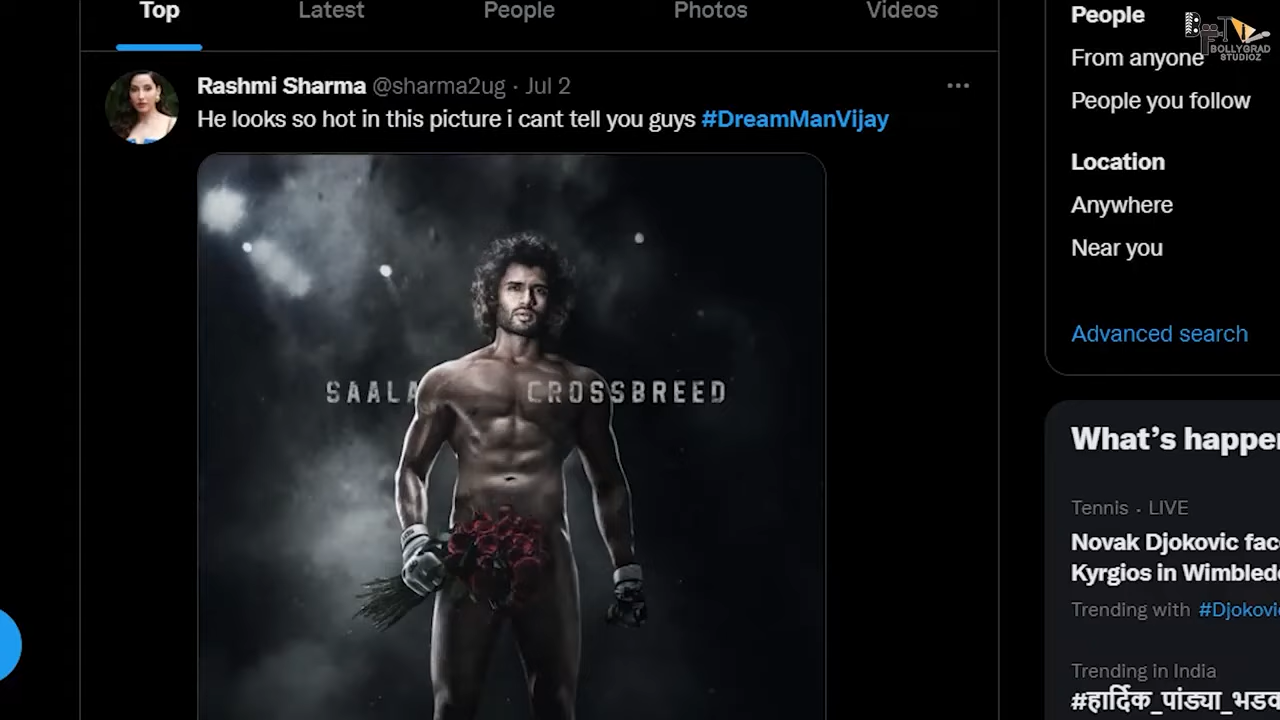 Top Latest People Photos Videos
Rashmi Sharma @sharma2ug · Jul 2
He looks so hot in this picture i cant tell you guys #DreamManVijay
SAALA CROSSBREED
People
From anyone
People you follow
Location
Anywhere
Near you
Advanced search
What's happe
Tennis · LIVE
Novak Djokovic fac
Kyrgios in Wimbled
Trending with #Djokovi
Trending in India
#हार्दिक_पांड्या_भड
BOLLYGRAD
STUDIOZ